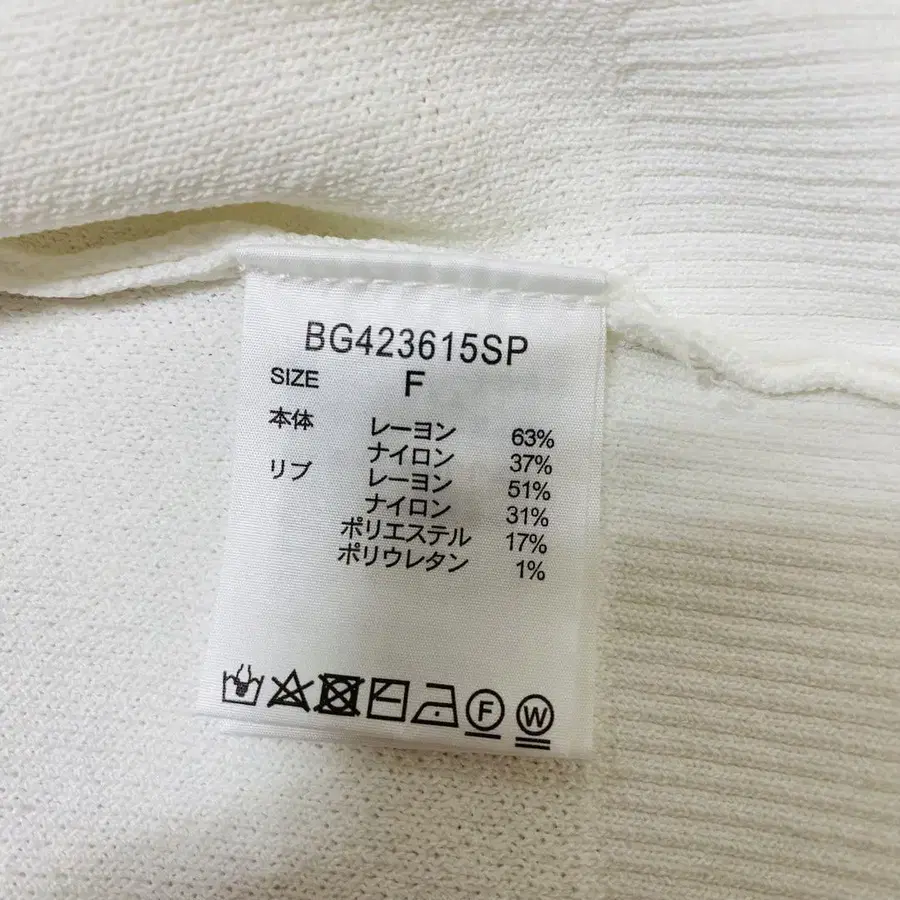 BG423615SP
SIZE F
本体 レーヨン 63%
ナイロン 37%
リブ レーヨン 51%
ナイロン 31%
ポリエステル 17%
ポリウレタン 1%
F W